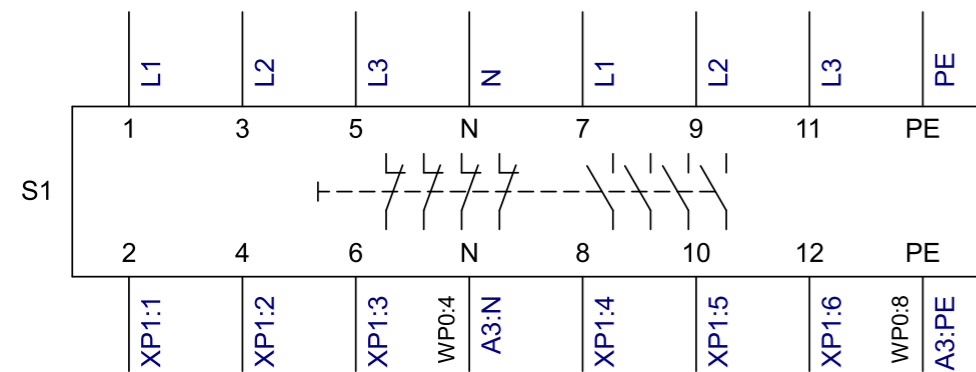 L1 L2 L3 N L1 L2 L3 PE
1 3 5 N 7 9 11 PE
S1
2 4 6 N 8 10 12 PE
XP1:1 XP1:2 XP1:3 WP0:4 A3:N XP1:4 XP1:5 XP1:6 WP0:8 A3:PE